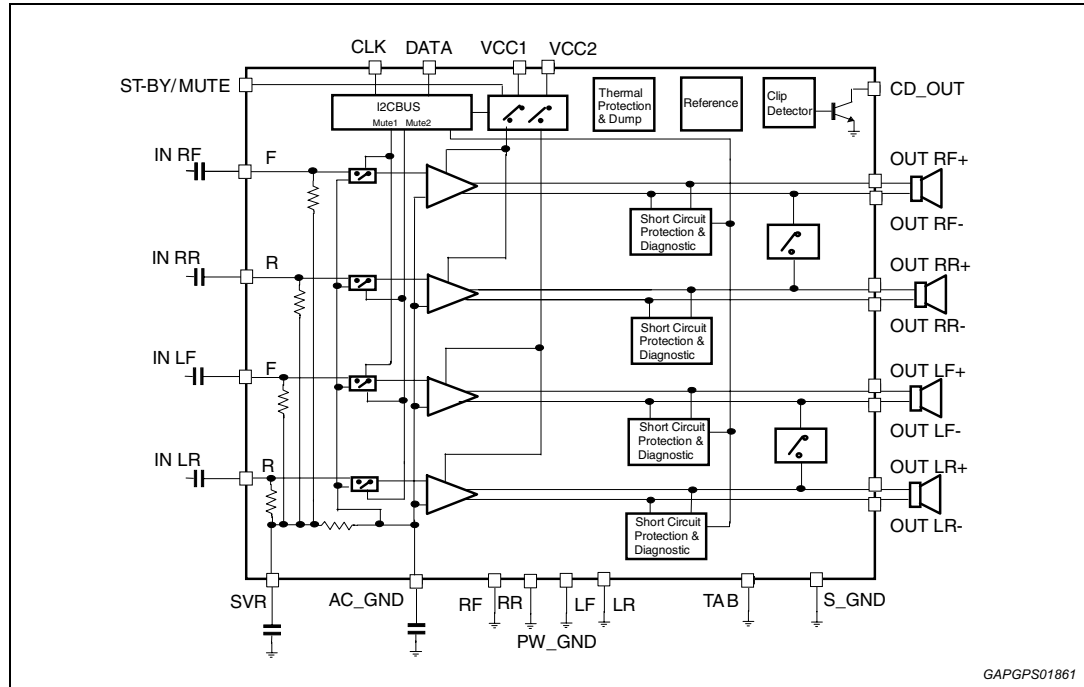 CLK DATA VCC1 VCC2
ST-BY/MUTE
I2CBUS
Mute1 Mute2
Thermal
Protection
& Dump
Reference
Clip
Detector
CD_OUT
IN RF
F
OUT RF+
Short Circuit
Protection &
Diagnostic
OUT RF-
IN RR
R
OUT RR+
Short Circuit
Protection &
Diagnostic
OUT RR-
IN LF
F
OUT LF+
Short Circuit
Protection &
Diagnostic
OUT LF-
IN LR
R
OUT LR+
Short Circuit
Protection &
Diagnostic
OUT LR-
SVR
AC_GND
RF RR LF LR
PW_GND
TAB
S_GND
GAPGPS01861